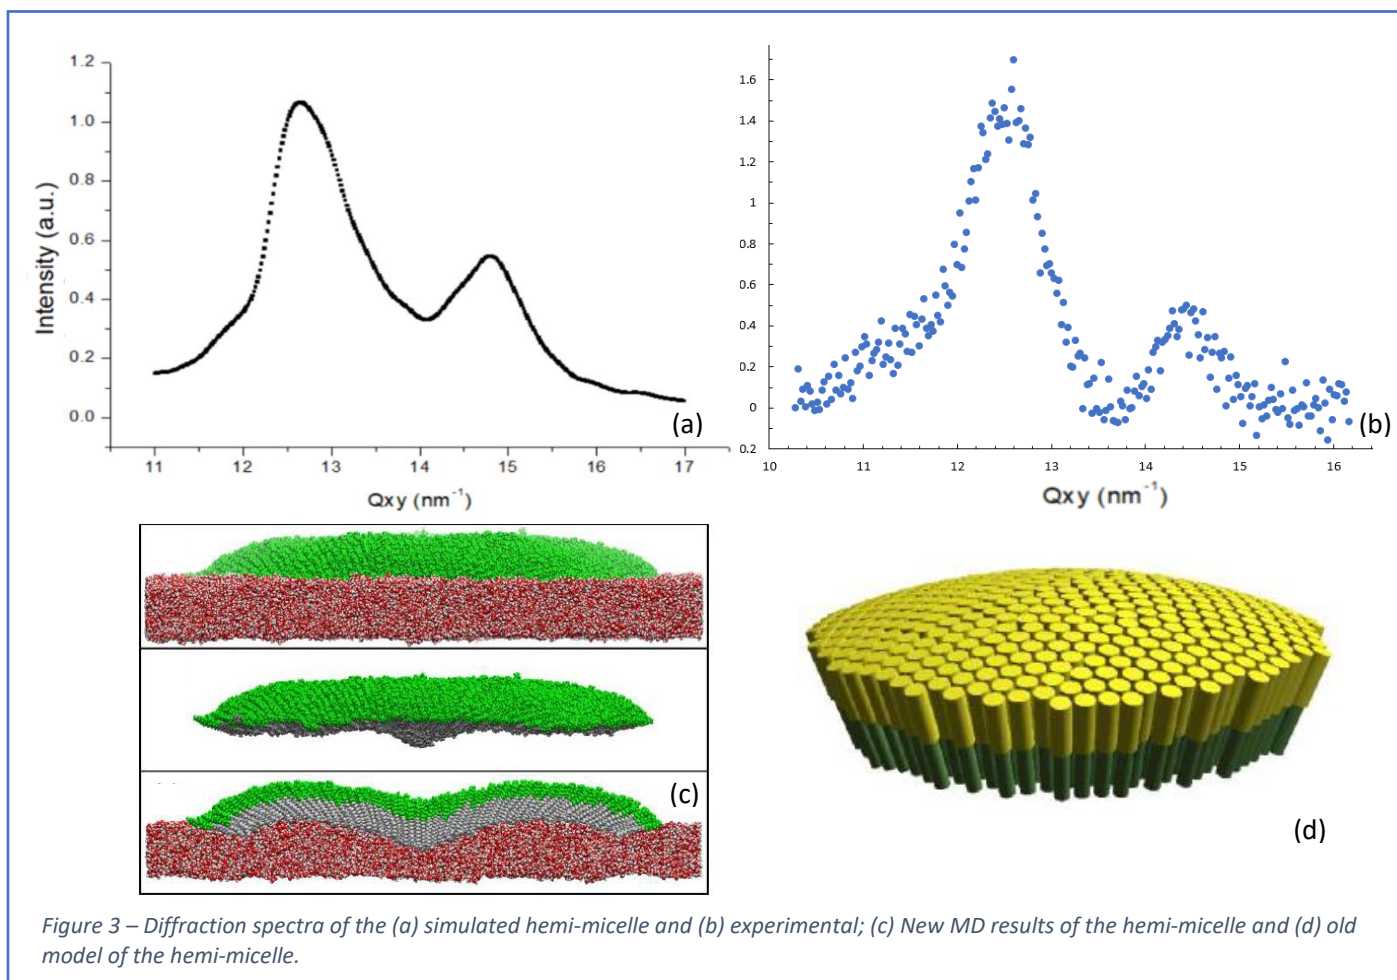 1.2
1.0
0.8
0.6
0.4
0.2
0.0
Intensity (a.u.)
11 12 13 14 15 16 17
Qxy (nm⁻¹)
(a)
1.6
1.4
1.2
1
0.8
0.6
0.4
0.2
0
0.2
10 11 12 13 14 15 16
Qxy (nm⁻¹)
(b)
(c)
(d)
Figure 3 – Diffraction spectra of the (a) simulated hemi-micelle and (b) experimental; (c) New MD results of the hemi-micelle and (d) old
model of the hemi-micelle.